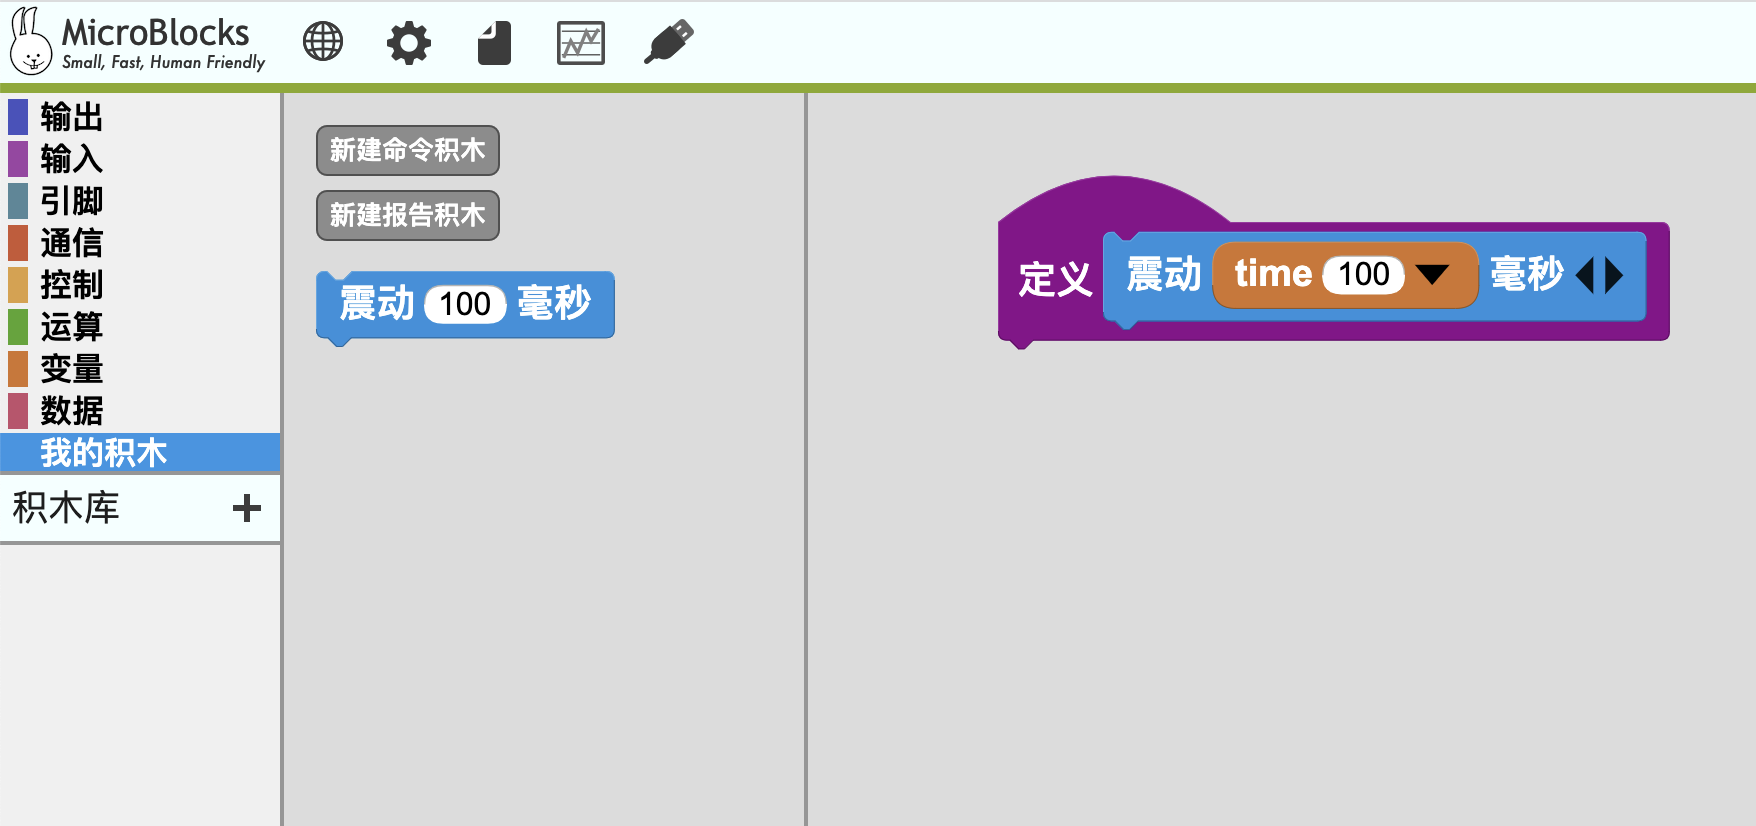 MicroBlocks
Small, Fast, Human Friendly
输出
输入
引脚
通信
控制
运算
变量
数据
我的积木
积木库
新建命令积木
新建报告积木
震动 100 毫秒
定义 震动 time 100 毫秒